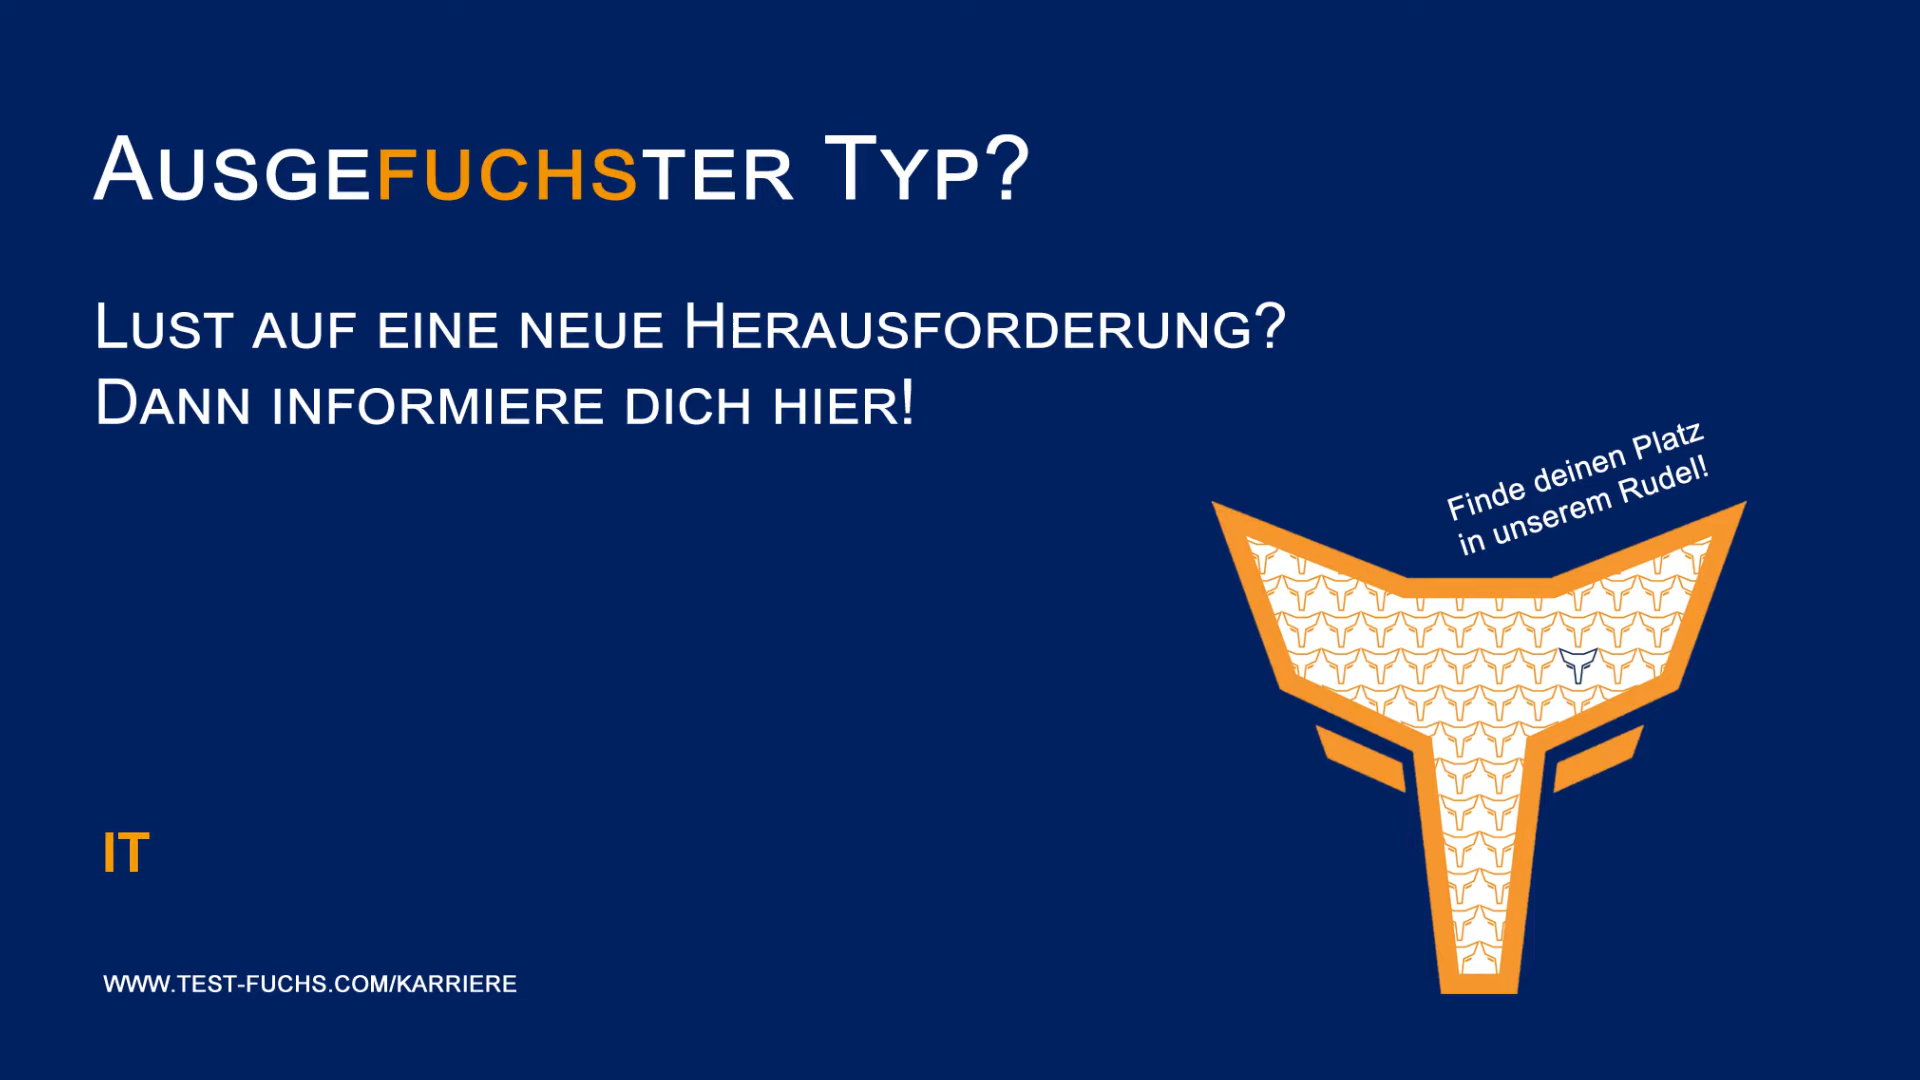 Ausgefuchster Typ?
Lust auf eine neue Herausforderung?
Dann informiere dich hier!
Finde deinen Platz
in unserem Rudel!
IT
WWW.TEST-FUCHS.COM/KARRIERE